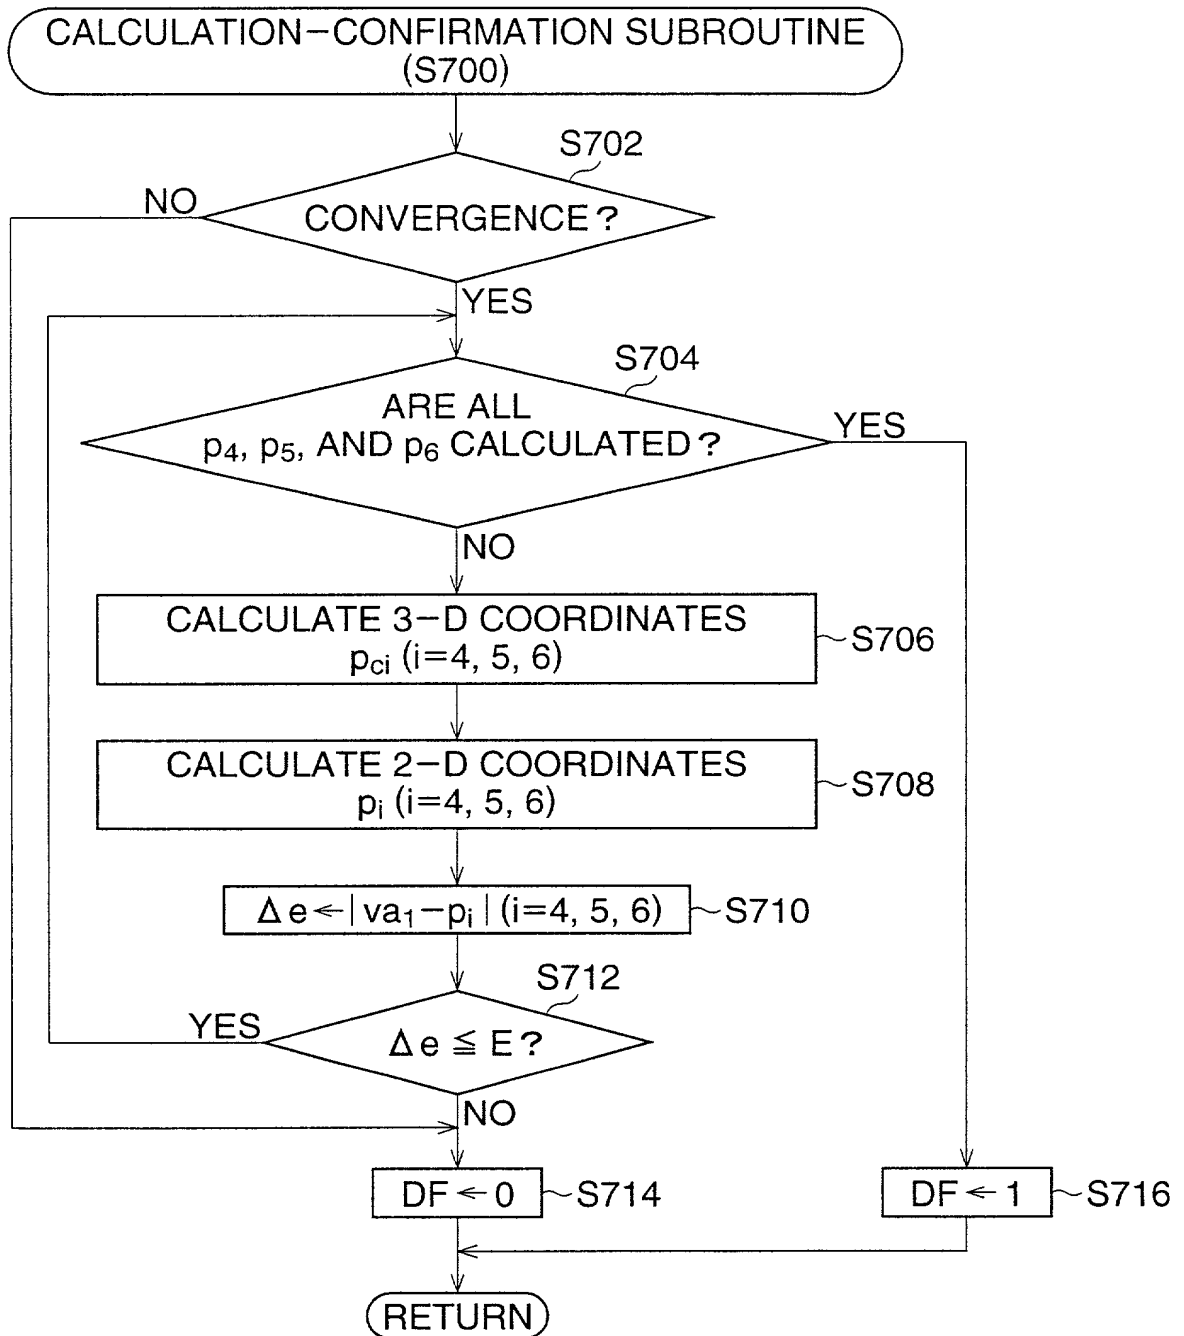 CALCULATION-CONFIRMATION SUBROUTINE
(S700)
S702
NO
CONVERGENCE?
YES
S704
ARE ALL
p4, p5, AND p6 CALCULATED?
YES
NO
CALCULATE 3-D COORDINATES
pci (i=4, 5, 6)
S706
CALCULATE 2-D COORDINATES
pi (i=4, 5, 6)
S708
Δe←|va1-pi| (i=4, 5, 6)
S710
S712
YES
Δe≦E?
NO
DF←0
S714
DF←1
S716
RETURN